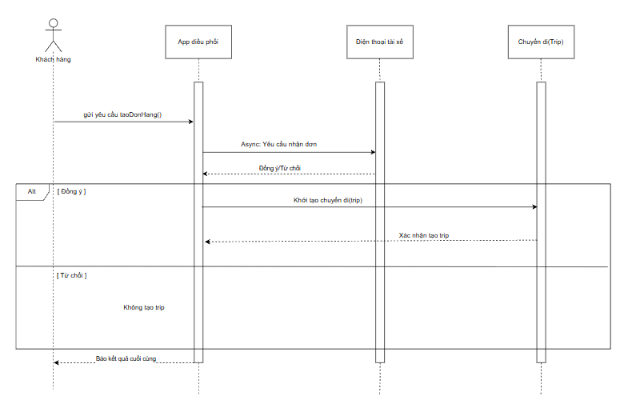 App điều phối
Điện thoại tài xế
Chuyến đi(Trip)
Khách hàng
gửi yêu cầu taoDonHang()
Async: Yêu cầu nhận đơn
Đồng ý/Từ chối
Alt
[ Đồng ý ]
Khởi tạo chuyến đi(trip)
Xác nhận tạo trip
[ Từ chối ]
Không tạo trip
Báo kết quả cuối cùng